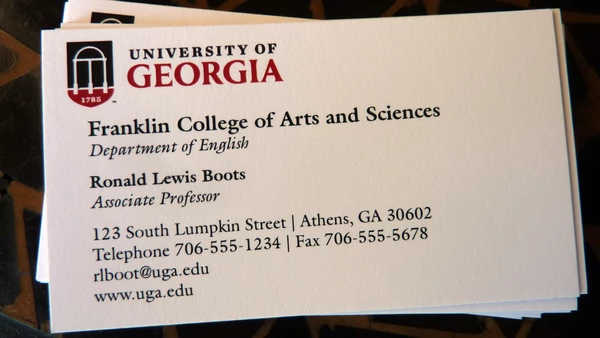 UNIVERSITY OF
GEORGIA
1785
Franklin College of Arts and Sciences
Department of English
Ronald Lewis Boots
Associate Professor
123 South Lumpkin Street | Athens, GA 30602
Telephone 706-555-1234 | Fax 706-555-5678
rlboot@uga.edu
www.uga.edu